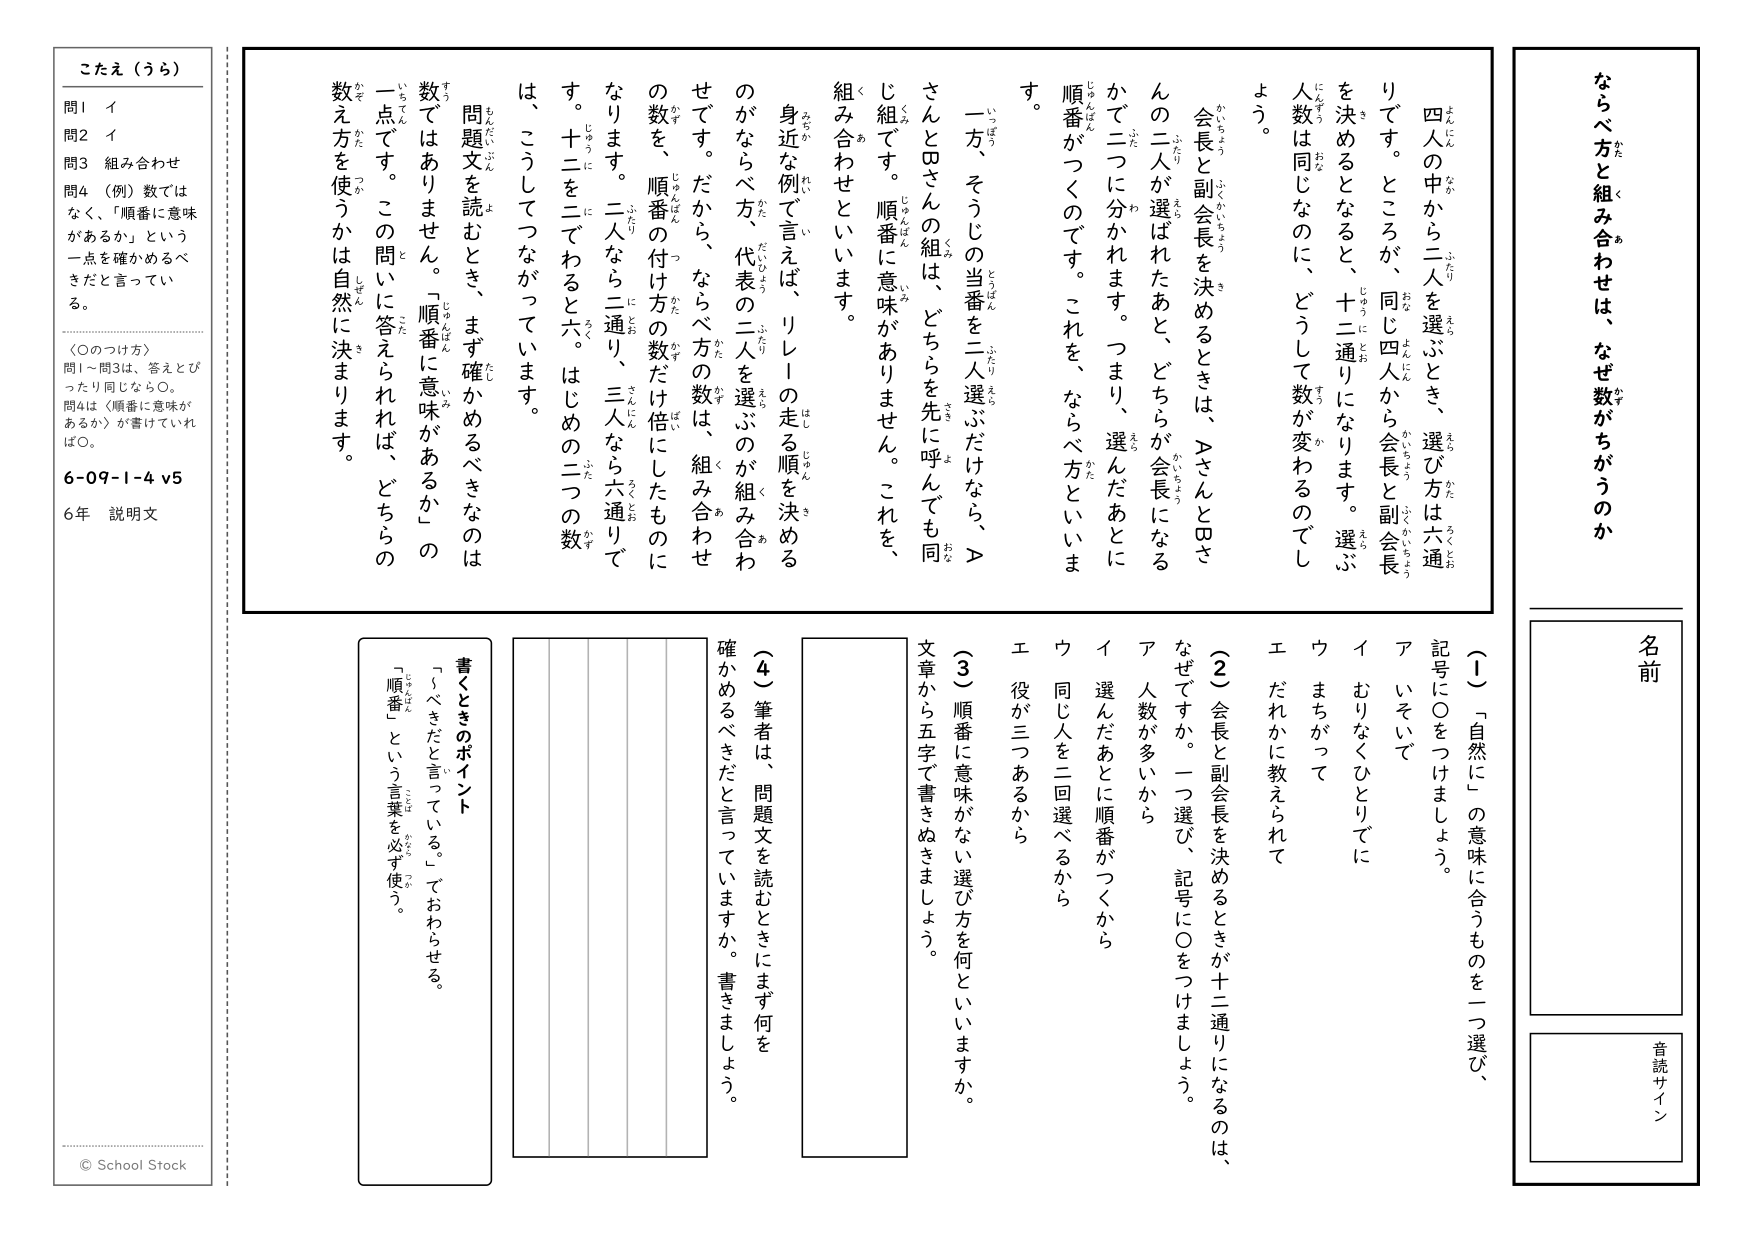 ならべ方と組み合わせは、なぜ数がちがうのか
名前
音読サイン
四人の中から二人を選ぶとき、選び方は六通
りです。ところが、同じ四人から会長と副会長
を決めるとなると、十二通りになります。選ぶ
人数は同じなのに、どうして数が変わるのでし
ょう。
会長と副会長を決めるときは、AさんとBさ
んの二人が選ばれたあと、どちらが会長になる
かで二つに分かれます。つまり、選んだあとに
順番がつくのです。これを、ならべ方といいま
す。
一方、そうじの当番を二人選ぶだけなら、A
さんとBさんの組は、どちらを先に呼んでも同
じ組です。順番に意味がありません。これを、
組み合わせといいます。
身近な例で言えば、リレーの走る順を決める
のがならべ方、代表の二人を選ぶのが組み合わ
せです。だから、ならべ方の数は、組み合わせ
の数を、順番の付け方の数だけ倍にしたものに
なります。二人なら二通り、三人なら六通りで
す。十二を二でわると六。はじめの二つの数
は、こうしてつながっています。
問題文を読むとき、まず確かめるべきなのは
数ではありません。「順番に意味があるか」の
一点です。この問いに答えられれば、どちらの
数え方を使うかは自然に決まります。
(1)「自然に」の意味に合うものを一つ選び、
記号に〇をつけましょう。
ア　いそいで
イ　むりなくひとりでに
ウ　まちがって
エ　だれかに教えられて
(2)会長と副会長を決めるときが十二通りになるのは、
なぜですか。一つ選び、記号に〇をつけましょう。
ア　人数が多いから
イ　選んだあとに順番がつくから
ウ　同じ人を二回選べるから
エ　役が三つあるから
(3)順番に意味がない選び方を何といいますか。
文章から五字で書きぬきましょう。
(4)筆者は、問題文を読むときにまず何を
確かめるべきだと言っていますか。書きましょう。
書くときのポイント
「〜べきだと言っている。」でおわらせる。
「順番」という言葉を必ず使う。
こたえ（うら）
問1　イ
問2　イ
問3　組み合わせ
問4　（例）数では
なく、「順番に意味
があるか」という
一点を確かめるべ
きだと言ってい
る。
〈〇のつけ方〉
問1〜問3は、答えとぴ
ったり同じなら〇。
問4は〈順番に意味が
あるか〉が書けていれ
ば〇。
6-09-1-4 v5
6年　説明文
© School Stock